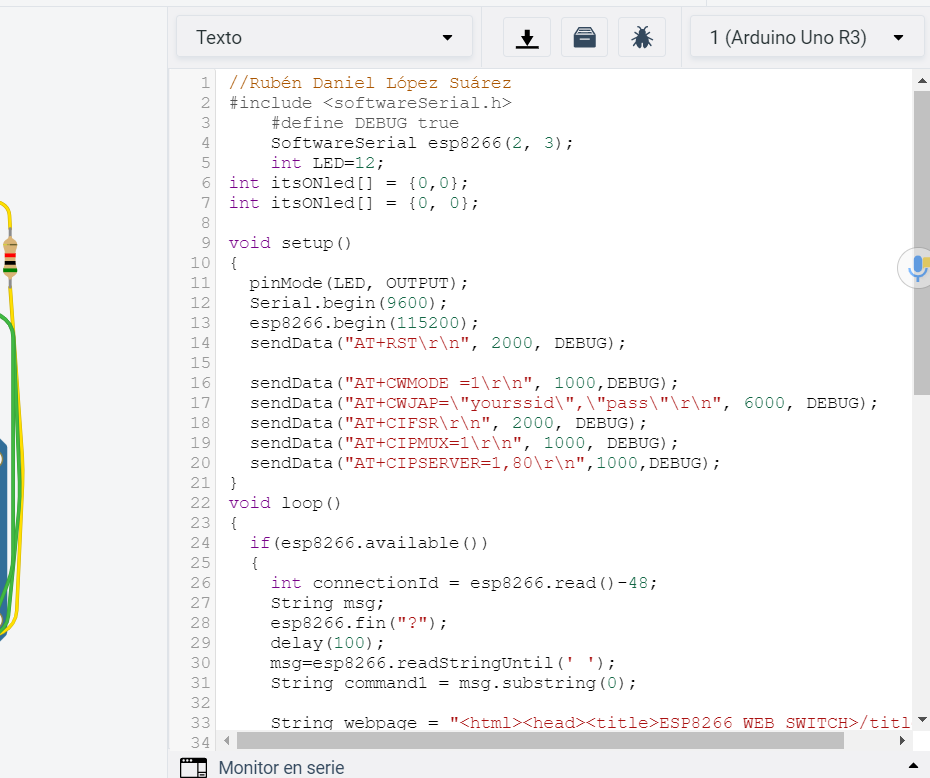 Texto
1 (Arduino Uno R3)
1 //Rubén Daniel López Suárez
2 #include <softwareSerial.h>
3     #define DEBUG true
4     SoftwareSerial esp8266(2, 3);
5     int LED=12;
6 int itsONled[] = {0,0};
7 int itsONled[] = {0, 0};
8
9 void setup()
10 {
11   pinMode(LED, OUTPUT);
12   Serial.begin(9600);
13   esp8266.begin(115200);
14   sendData("AT+RST\r\n", 2000, DEBUG);
15
16   sendData("AT+CWMODE =1\r\n", 1000,DEBUG);
17   sendData("AT+CWJAP=\"yourssid\",\"pass\"\r\n", 6000, DEBUG);
18   sendData("AT+CIFSR\r\n", 2000, DEBUG);
19   sendData("AT+CIPMUX=1\r\n", 1000, DEBUG);
20   sendData("AT+CIPSERVER=1,80\r\n",1000,DEBUG);
21 }
22 void loop()
23 {
24   if(esp8266.available())
25   {
26     int connectionId = esp8266.read()-48;
27     String msg;
28     esp8266.fin("?");
29     delay(100);
30     msg=esp8266.readStringUntil(' ');
31     String command1 = msg.substring(0);
32
33     String webpage = "<html><head><title>ESP8266 WEB SWITCH>/titl
34
Monitor en serie